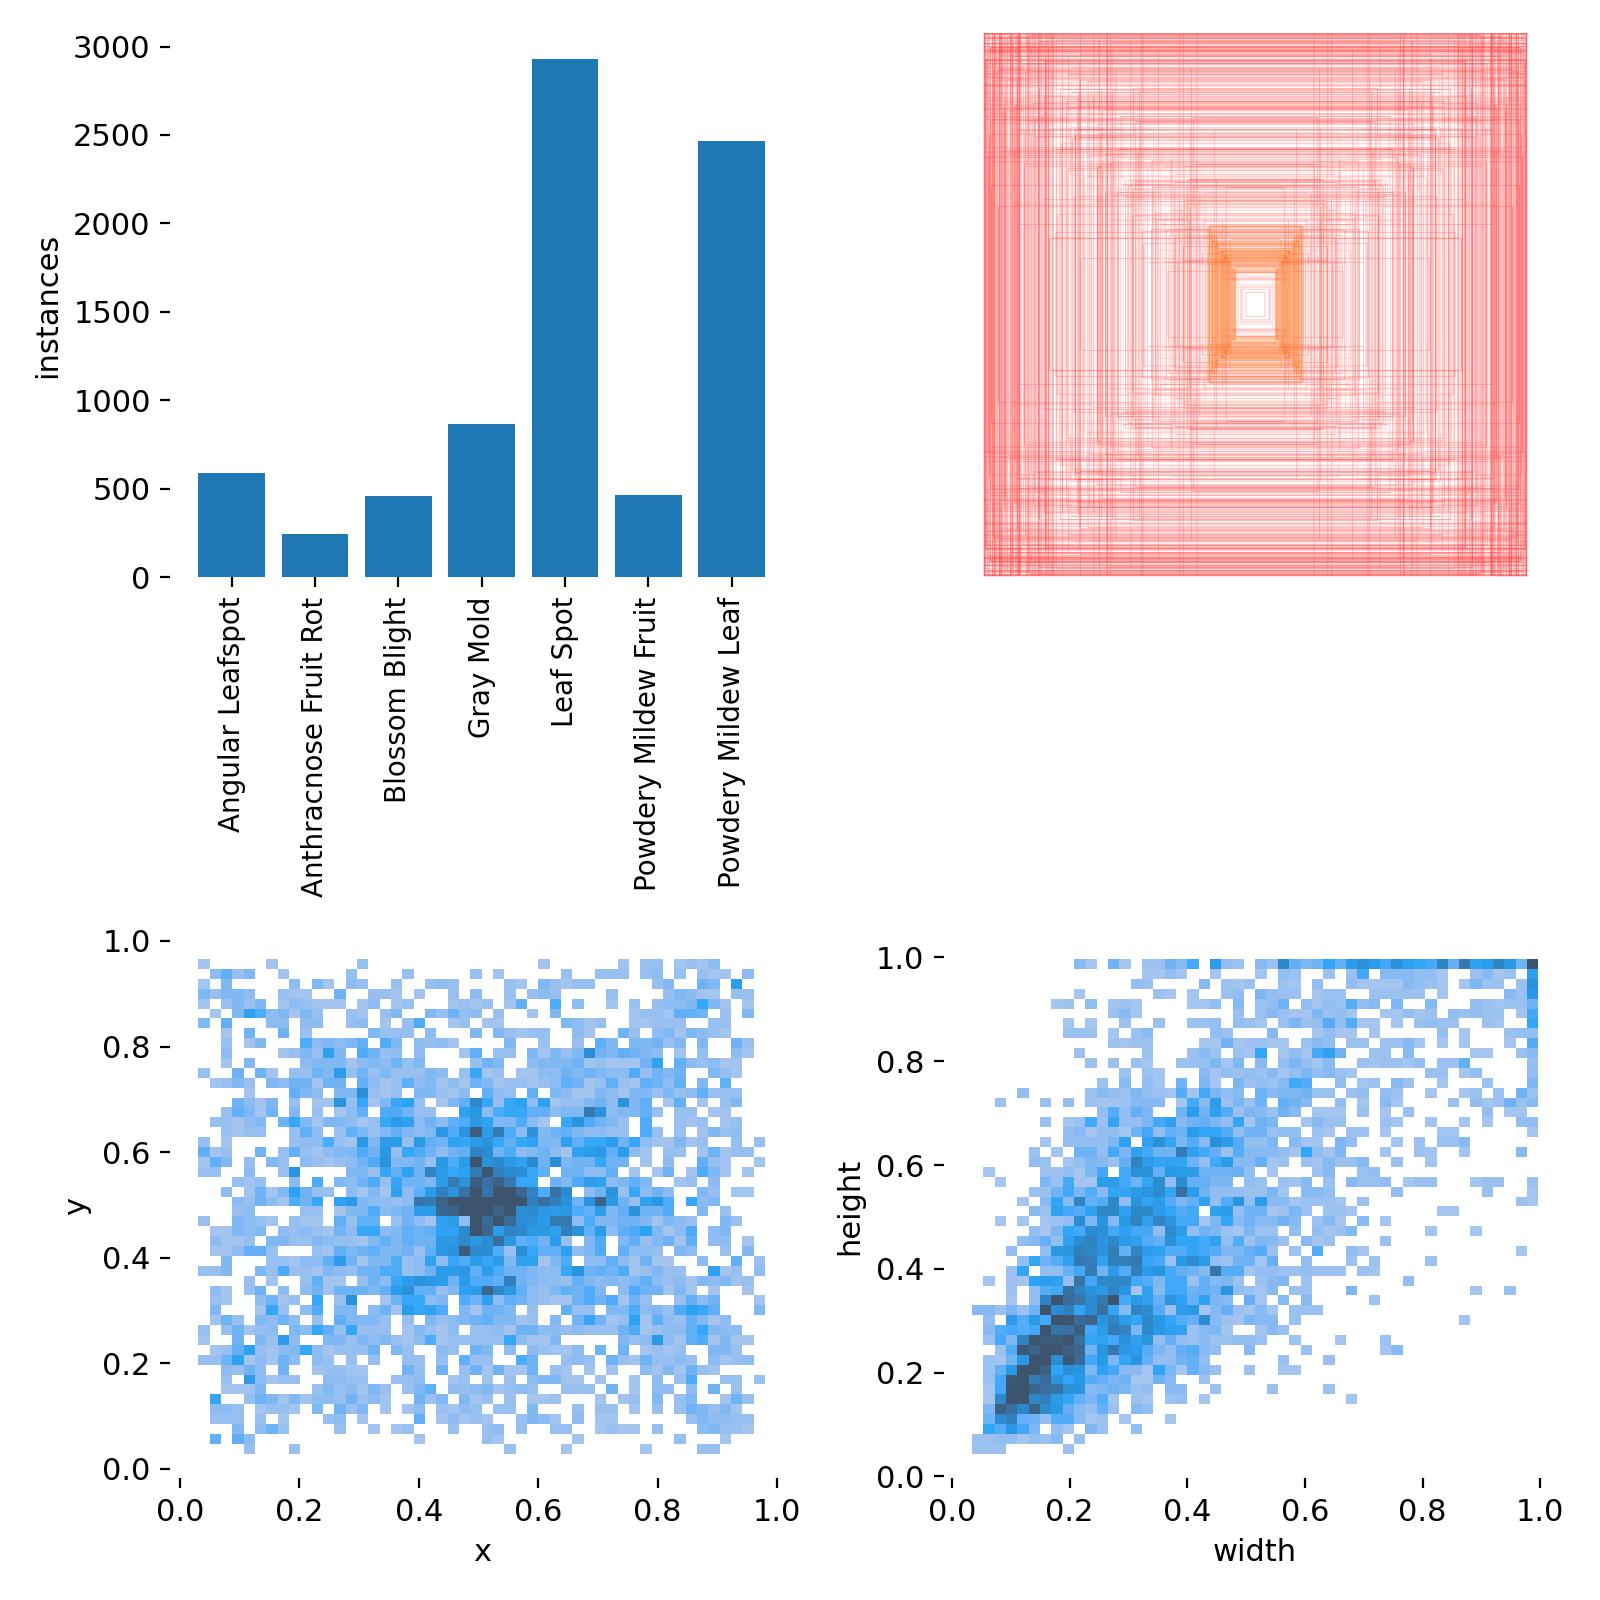 instances
3000
2500
2000
1500
1000
500
0
Angular Leafspot
Anthracnose Fruit Rot
Blossom Blight
Gray Mold
Leaf Spot
Powdery Mildew Fruit
Powdery Mildew Leaf
y
1.0
0.8
0.6
0.4
0.2
0.0
0.0 0.2 0.4 0.6 0.8 1.0
x
height
1.0
0.8
0.6
0.4
0.2
0.0
0.0 0.2 0.4 0.6 0.8 1.0
width